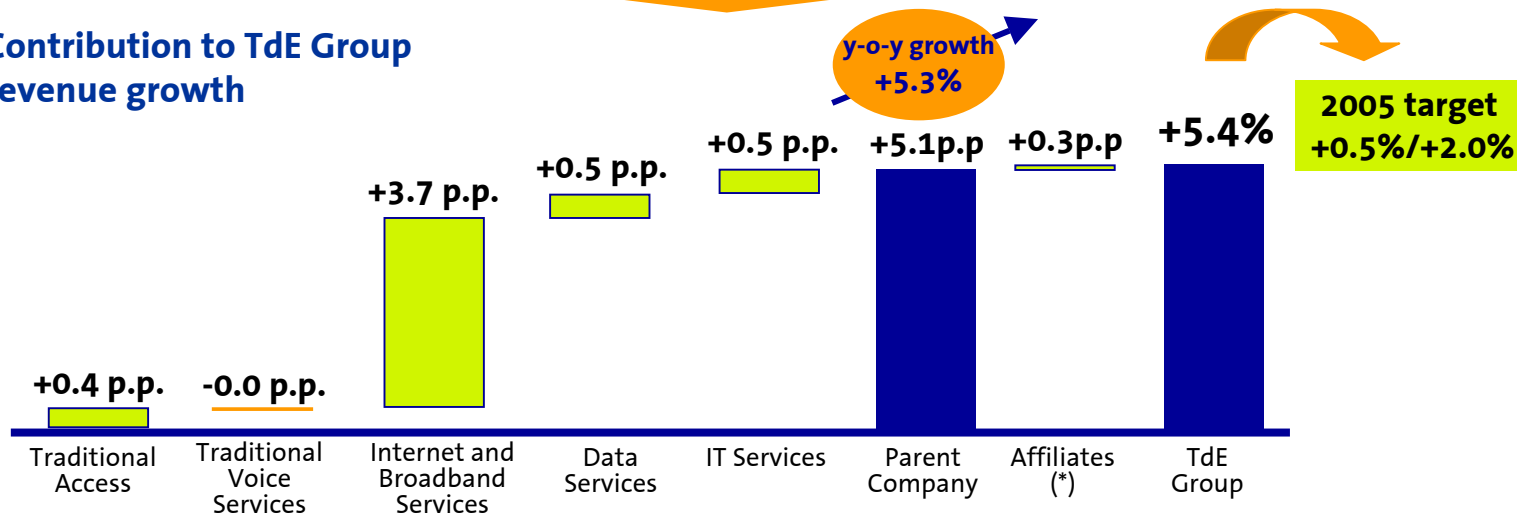 Contribution to TdE Group
evenue growth
y-o-y growth
+5.3%
2005 target
+0.5%/+2.0%
+0.4 p.p.
-0.0 p.p.
+3.7 p.p.
+0.5 p.p.
+0.5 p.p.
+5.1p.p
+0.3p.p
+5.4%
Traditional
Access
Traditional
Voice
Services
Internet and
Broadband
Services
Data
Services
IT Services
Parent
Company
Affiliates
(*)
TdE
Group